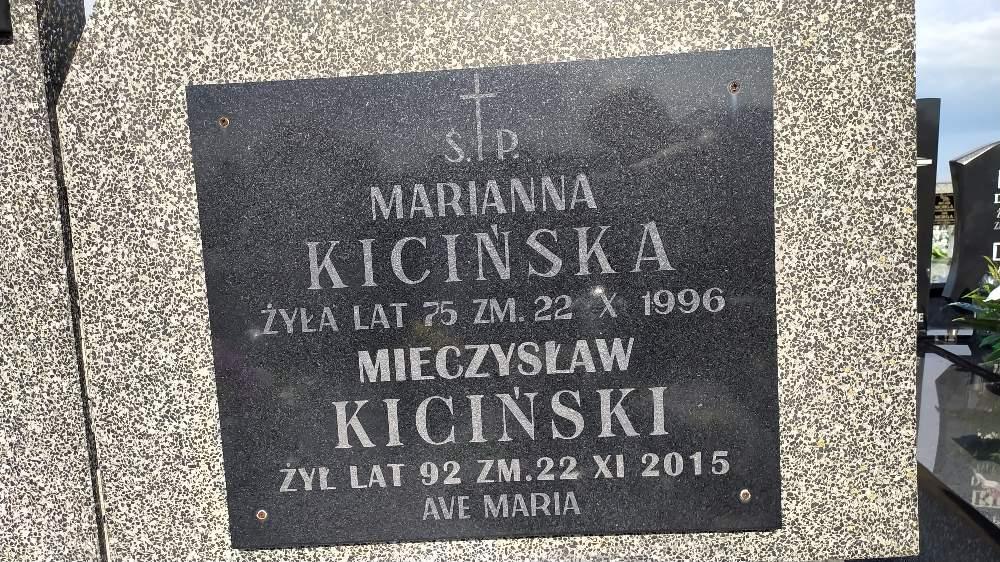 Ś. P.
MARIANNA
KICIŃSKA
ŻYŁA LAT 75 ZM. 22 X 1996
MIECZYSŁAW
KICIŃSKI
ŻYŁ LAT 92 ZM. 22 XI 2015
AVE MARIA